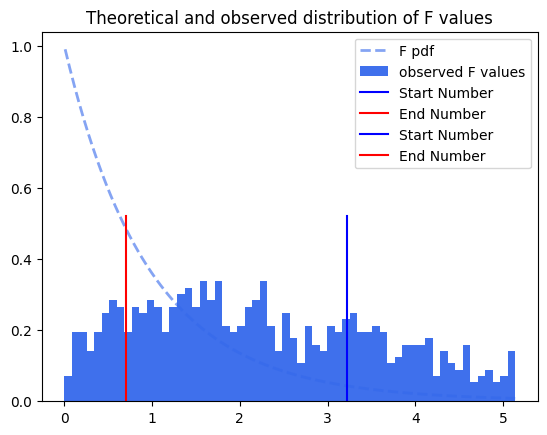 Theoretical and observed distribution of F values
F pdf
observed F values
Start Number
End Number
Start Number
End Number
1.0
0.8
0.6
0.4
0.2
0.0
0 1 2 3 4 5